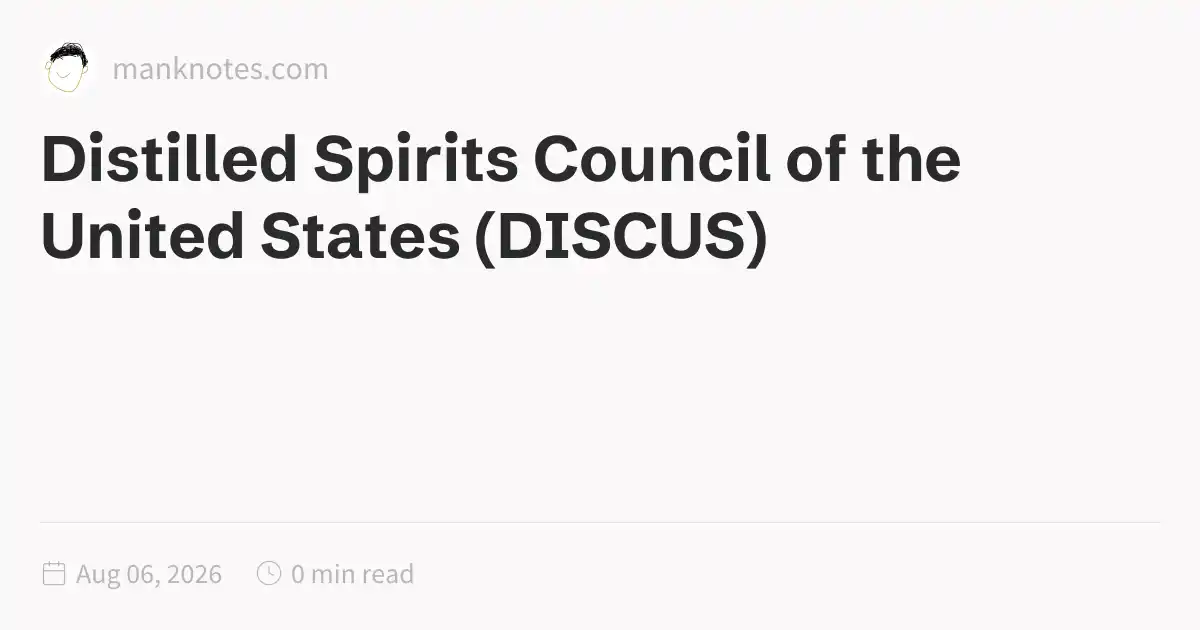 manknotes.com
Distilled Spirits Council of the
United States (DISCUS)
Aug 06, 2026 0 min read